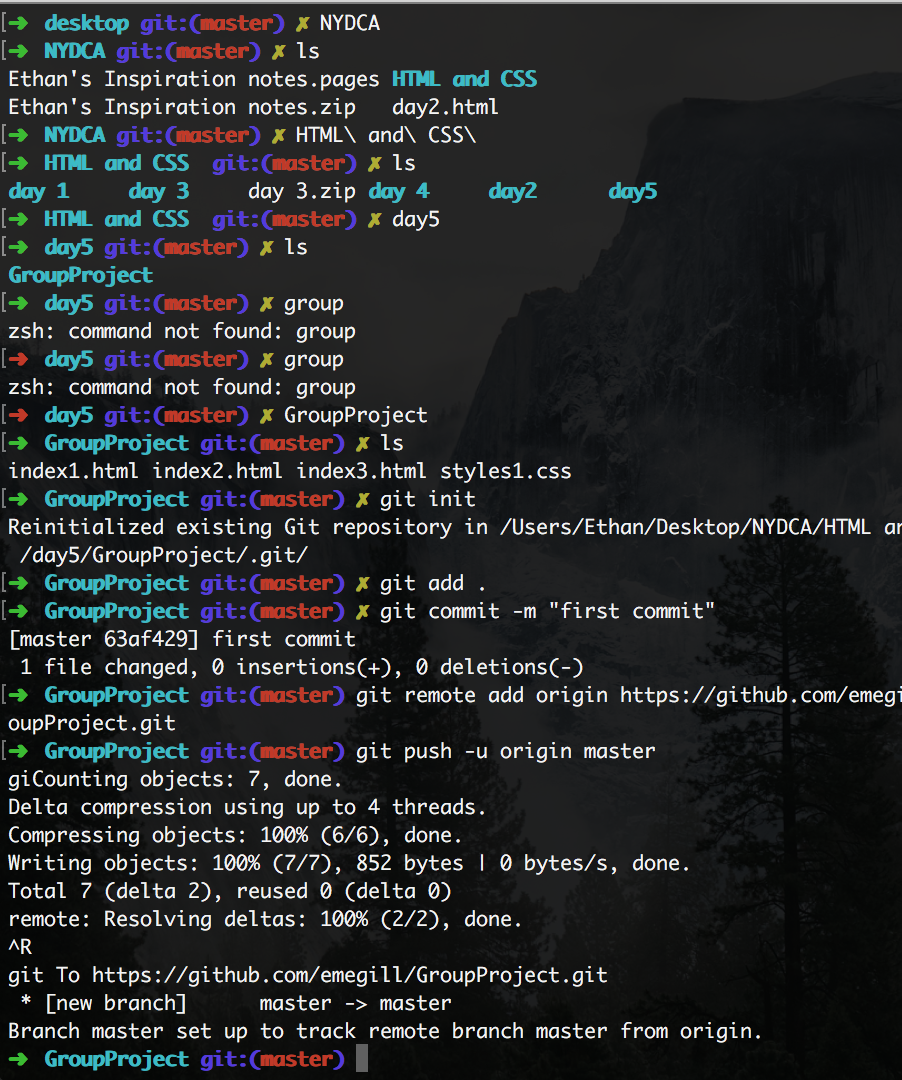 [➜  desktop git:(master) ✗ NYDCA
[➜  NYDCA git:(master) ✗ ls
Ethan's Inspiration notes.pages HTML and CSS
Ethan's Inspiration notes.zip   day2.html
[➜  NYDCA git:(master) ✗ HTML\ and\ CSS\
[➜  HTML and CSS  git:(master) ✗ ls
day 1     day 3     day 3.zip day 4     day2      day5
[➜  HTML and CSS  git:(master) ✗ day5
[➜  day5 git:(master) ✗ ls
GroupProject
[➜  day5 git:(master) ✗ group
zsh: command not found: group
[➜  day5 git:(master) ✗ group
zsh: command not found: group
[➜  day5 git:(master) ✗ GroupProject
[➜  GroupProject git:(master) ✗ ls
index1.html index2.html index3.html styles1.css
[➜  GroupProject git:(master) ✗ git init
Reinitialized existing Git repository in /Users/Ethan/Desktop/NYDCA/HTML an
 /day5/GroupProject/.git/
[➜  GroupProject git:(master) ✗ git add .
[➜  GroupProject git:(master) ✗ git commit -m "first commit"
[master 63af429] first commit
 1 file changed, 0 insertions(+), 0 deletions(-)
[➜  GroupProject git:(master) git remote add origin https://github.com/emegi
oupProject.git
[➜  GroupProject git:(master) git push -u origin master
giCounting objects: 7, done.
Delta compression using up to 4 threads.
Compressing objects: 100% (6/6), done.
Writing objects: 100% (7/7), 852 bytes | 0 bytes/s, done.
Total 7 (delta 2), reused 0 (delta 0)
remote: Resolving deltas: 100% (2/2), done.
^R
git To https://github.com/emegill/GroupProject.git
 * [new branch]      master -> master
Branch master set up to track remote branch master from origin.
➜  GroupProject git:(master)